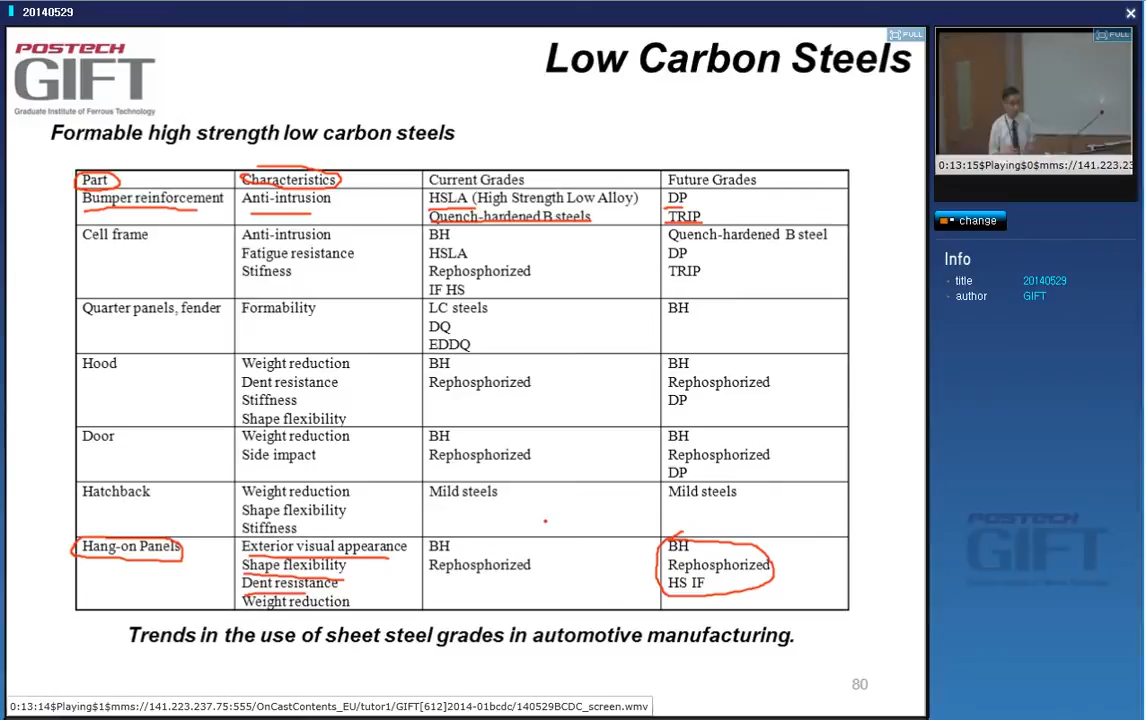 20140529
POSTECH
GIFT
Graduate Institute of Ferrous Technology
FULL
Low Carbon Steels
Formable high strength low carbon steels
Part Characteristics Current Grades Future Grades
Bumper reinforcement Anti-intrusion HSLA (High Strength Low Alloy) DP
Quench-hardened B steels TRIP
Cell frame Anti-intrusion BH Quench-hardened B steel
Fatigue resistance HSLA DP
Stifness Rephosphorized TRIP
IF HS
Quarter panels, fender Formability LC steels BH
DQ
EDDQ
Hood Weight reduction BH BH
Dent resistance Rephosphorized Rephosphorized
Stiffness DP
Shape flexibility
Door Weight reduction BH BH
Side impact Rephosphorized Rephosphorized
DP
Hatchback Weight reduction Mild steels Mild steels
Shape flexibility
Stiffness
Hang-on Panels Exterior visual appearance BH BH
Shape flexibility Rephosphorized Rephosphorized
Dent resistance HS IF
Weight reduction
Trends in the use of sheet steel grades in automotive manufacturing.
80
0:13:14$Playing$1$mms://141.223.237.75:555/OnCastContents_EU/tutor1/GIFT[612]2014-01bcdc/140529BCDC_screen.wmv
FULL
0:13:15$Playing$0$mms://141.223.23
change
Info
title 20140529
author GIFT
POSTECH
GIFT